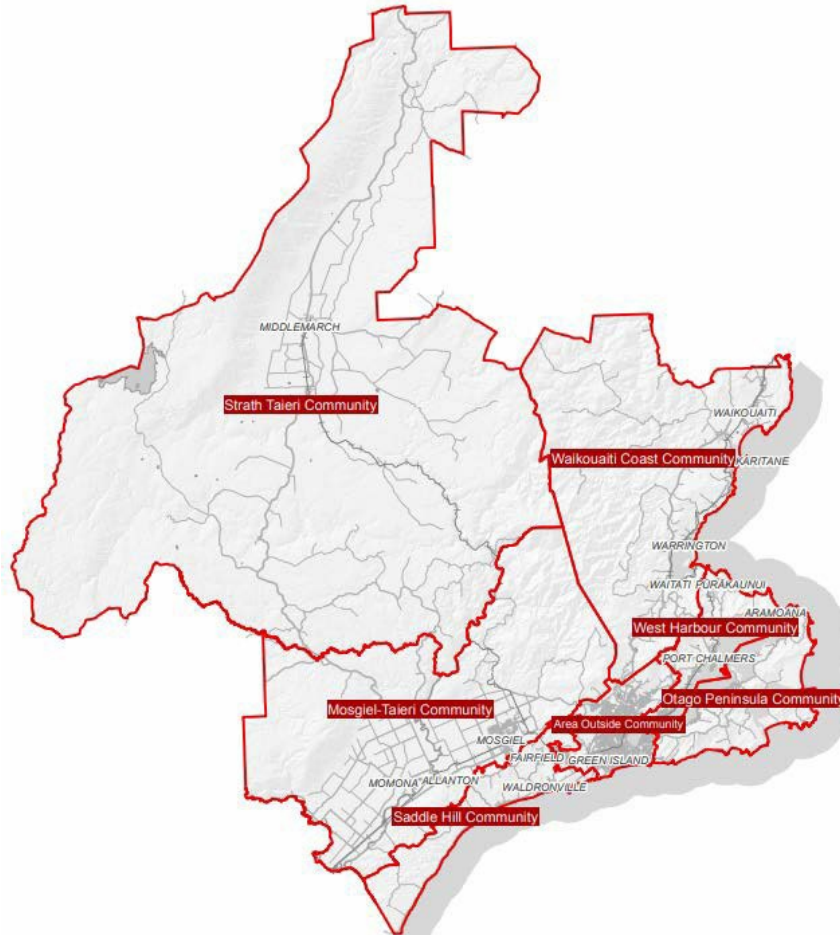 MIDDLEMARCH
Strath Taieri Community
WAIKOUAITI
Waikouaiti Coast Community
KĀRITANE
WARRINGTON
WAITATI
PŪRĀKAUNUI
ARAMOANA
West Harbour Community
PORT CHALMERS
Otago Peninsula Community
Mosgiel-Taieri Community
Area Outside Community
MOSGIEL
FAIRFIELD
GREEN ISLAND
MOMONA
ALLANTON
WALDRONVILLE
Saddle Hill Community